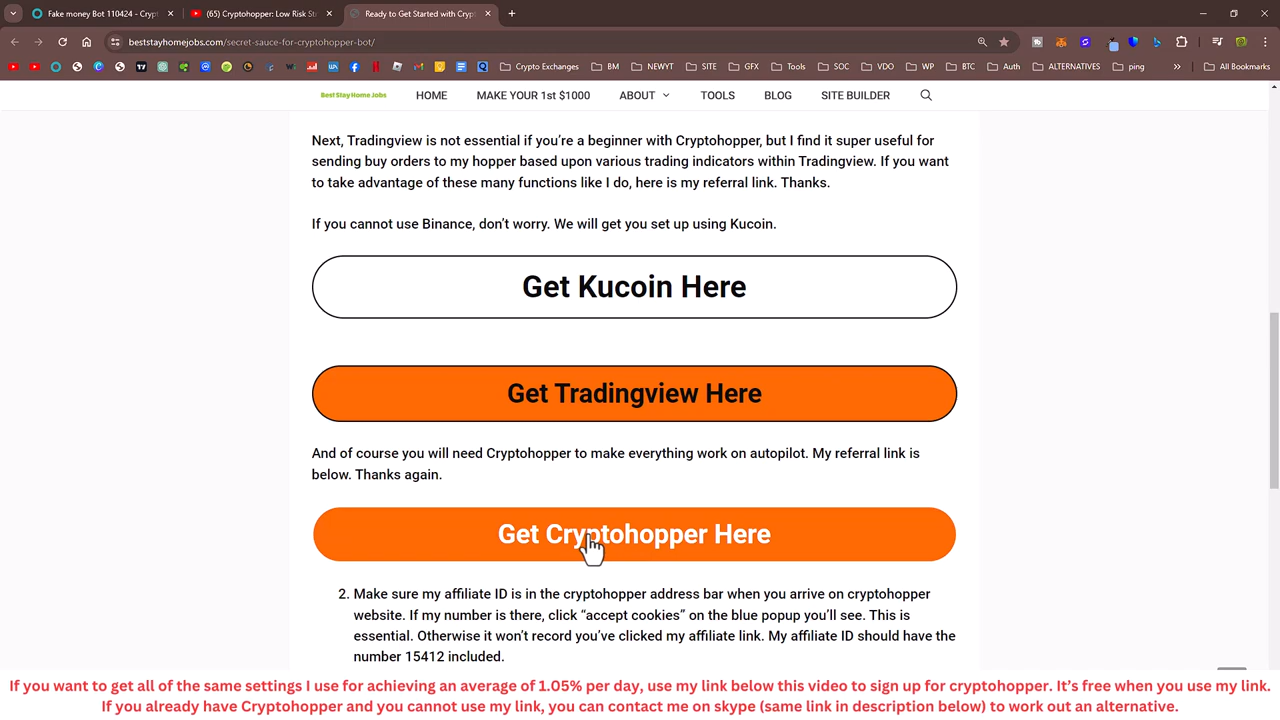 Fake money Bot 110424 - Crypt
(65) Cryptohopper: Low Risk St
Ready to Get Started with Cryp
beststayhomejobs.com/secret-sauce-for-cryptohopper-bot/
Crypto Exchanges
BM
NEWYT
SITE
GFX
Tools
SOC
VDO
WP
BTC
Auth
ALTERNATIVES
ping
All Bookmarks
Best Stay Home Jobs
HOME
MAKE YOUR 1st $1000
ABOUT
TOOLS
BLOG
SITE BUILDER
Next, Tradingview is not essential if you're a beginner with Cryptohopper, but I find it super useful for
sending buy orders to my hopper based upon various trading indicators within Tradingview. If you want
to take advantage of these many functions like I do, here is my referral link. Thanks.
If you cannot use Binance, don't worry. We will get you set up using Kucoin.
Get Kucoin Here
Get Tradingview Here
And of course you will need Cryptohopper to make everything work on autopilot. My referral link is
below. Thanks again.
Get Cryptohopper Here
2. Make sure my affiliate ID is in the cryptohopper address bar when you arrive on cryptohopper
website. If my number is there, click “accept cookies” on the blue popup you'll see. This is
essential. Otherwise it won't record you've clicked my affiliate link. My affiliate ID should have the
number 15412 included.
If you want to get all of the same settings I use for achieving an average of 1.05% per day, use my link below this video to sign up for cryptohopper. It's free when you use my link.
If you already have Cryptohopper and you cannot use my link, you can contact me on skype (same link in description below) to work out an alternative.